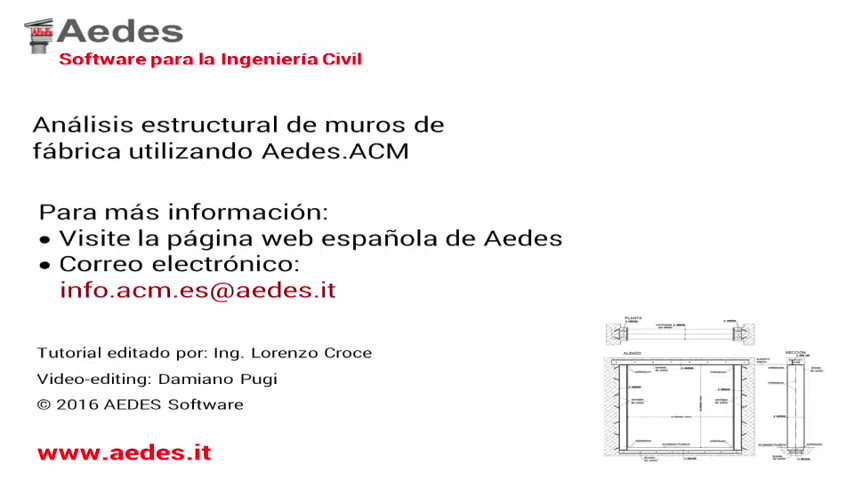 Aedes
Software para la Ingeniería Civil
Análisis estructural de muros de
fábrica utilizando Aedes.ACM
Para más información:
• Visite la página web española de Aedes
• Correo electrónico:
info.acm.es@aedes.it
PLANTA
ALZADO
SECCIÓN
Tutorial editado por: Ing. Lorenzo Croce
Video-editing: Damiano Pugi
© 2016 AEDES Software
www.aedes.it